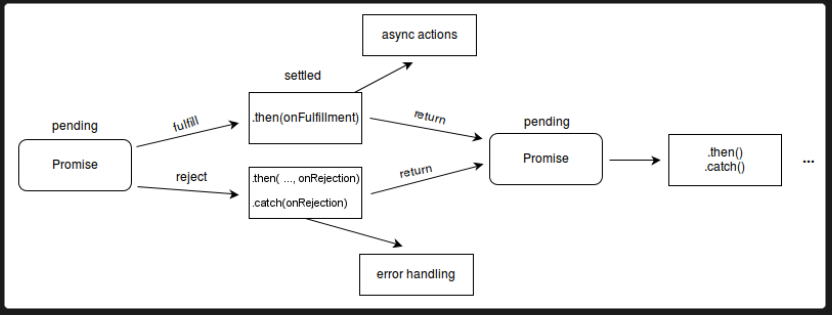 async actions
settled
.then(onFulfillment)
fulfill
return
pending
pending
Promise
Promise
.then()
.catch()
...
reject
.then( ..., onRejection)
.catch(onRejection)
return
error handling